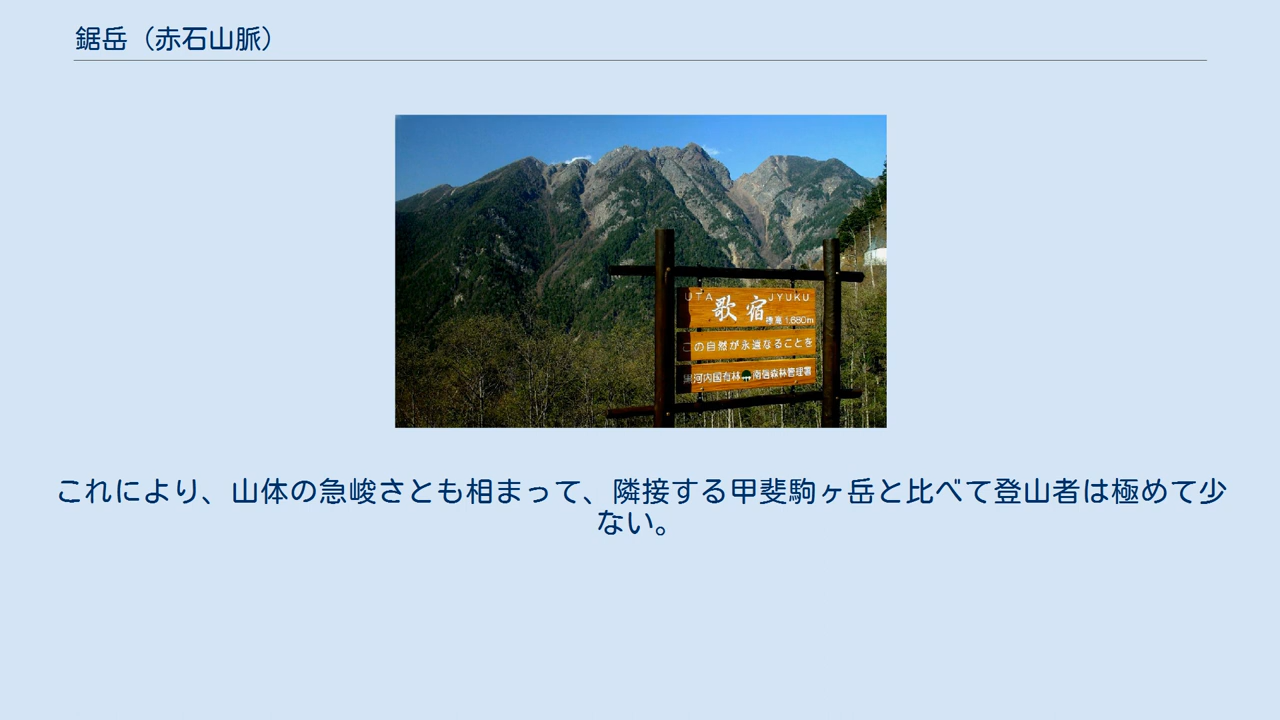 鋸岳（赤石山脈）
UTA JYUKU
歌宿
標高 1,680m
この自然が永遠なることを
黒河内国有林 南信森林管理署
これにより、山体の急峻さとも相まって、隣接する甲斐駒ヶ岳と比べて登山者は極めて少
ない。